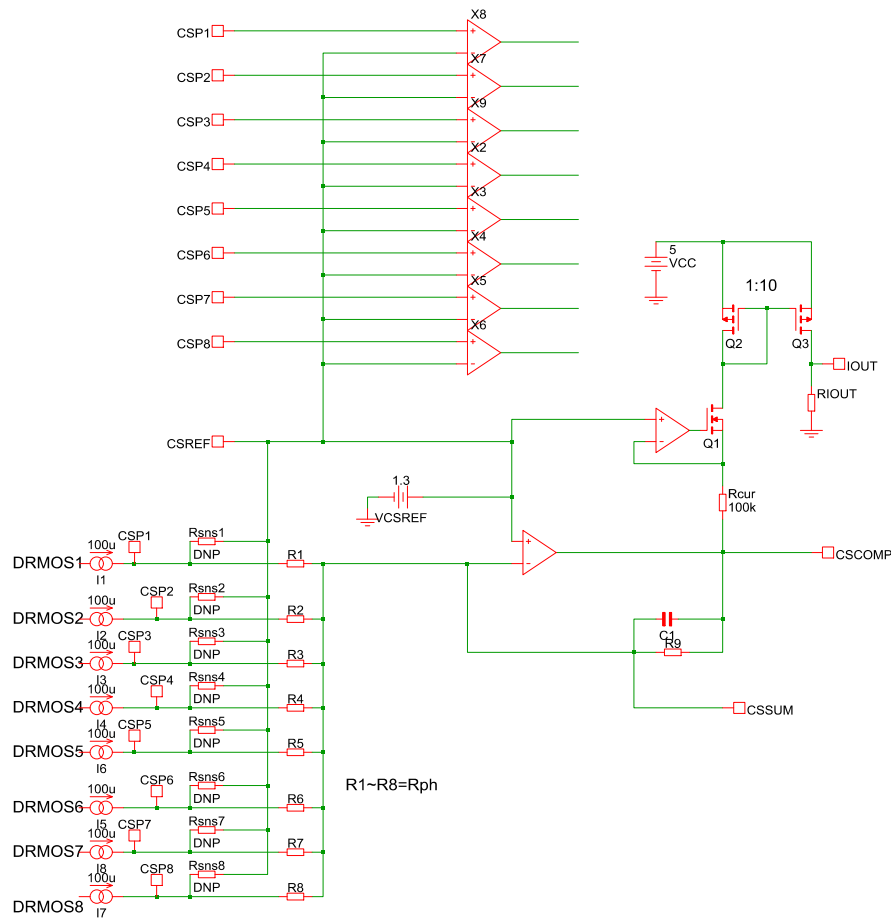 X8
CSP1
X7
CSP2
X9
CSP3
X2
CSP4
X3
CSP5
X4
CSP6
X5
CSP7
X6
CSP8
5
VCC
1:10
Q2
Q3
IOUT
RIOUT
CSREF
Q1
1.3
VCSREF
Rcur
100k
CSCOMP
C1
R9
CSSUM
DRMOS1
100u
I1
CSP1
Rsns1
DNP
R1
DRMOS2
100u
I2
CSP2
Rsns2
DNP
R2
DRMOS3
100u
I3
CSP3
Rsns3
DNP
R3
DRMOS4
100u
I4
CSP4
Rsns4
DNP
R4
DRMOS5
100u
I6
CSP5
Rsns5
DNP
R5
DRMOS6
100u
I5
CSP6
Rsns6
DNP
R6
DRMOS7
100u
I8
CSP7
Rsns7
DNP
R7
DRMOS8
100u
I7
CSP8
Rsns8
DNP
R8
R1~R8=Rph